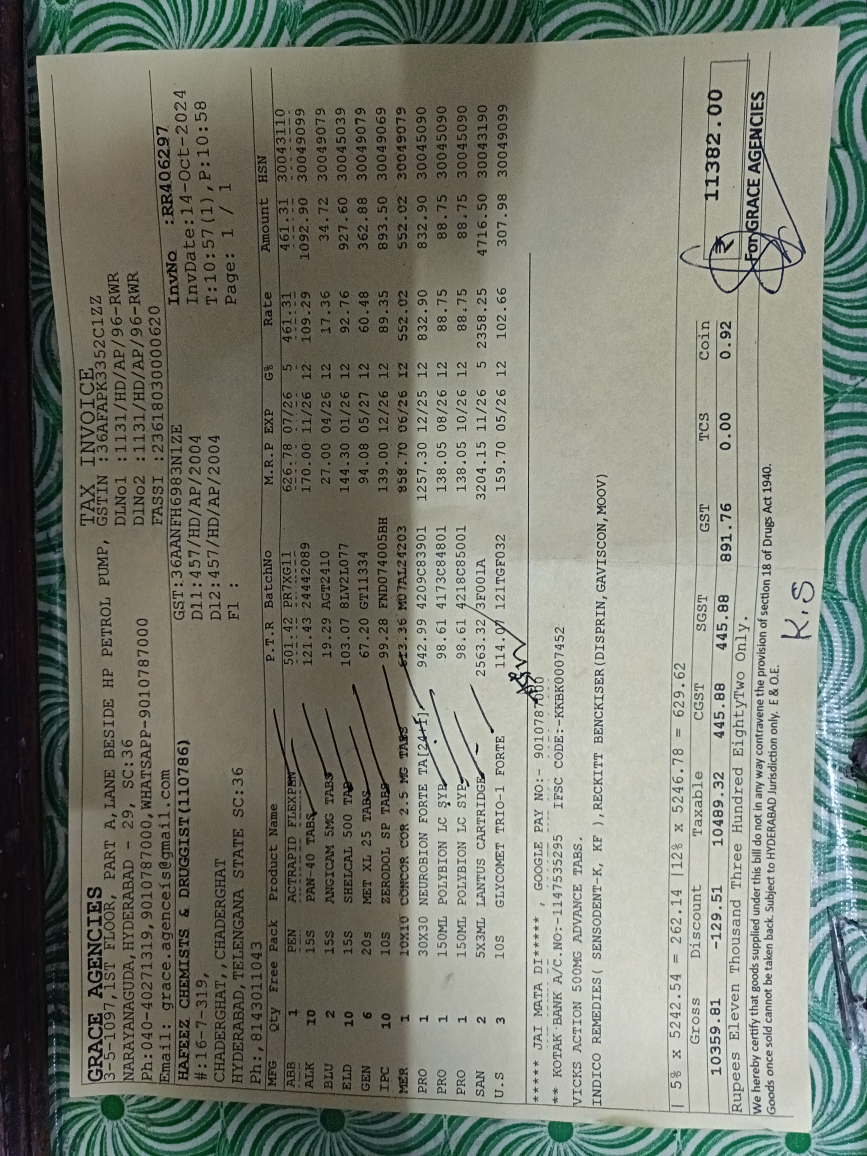 GRACE AGENCIES TAX INVOICE
3-5-1097,1ST FLOOR, PART A,LANE BESIDE HP PETROL PUMP, GSTIN :36AFAPK3352C1ZZ
NARAYANAGUDA,HYDERABAD - 29, SC:36 DLNo1 :1131/HD/AP/96-RWR
Ph:040-40271319,9010787000,WHATSAPP-9010787000 DlNo2 :1131/HD/AP/96-RWR
Email: grace.agenceis@gmail.com FASSI :23618030000620
HAFEEZ CHEMISTS & DRUGGIST(110786) GST:36AANFH6983N1ZE InvNo :RR406297
#:16-7-319, Dl1:457/HD/AP/2004 InvDate:14-Oct-2024
CHADERGHAT,,CHADERGHAT Dl2:457/HD/AP/2004 T:10:57(1),P:10:58
HYDERABAD,TELENGANA STATE SC:36 Fl : Page: 1 / 1
Ph:,8143011043
MFG Qty Free Pack Product Name P.T.R BatchNo M.R.P EXP G% Rate Amount HSN
ABB 1 PEN ACTRAPID FLEXPEN 501.42 PR7XG11 626.78 07/26 5 461.31 461.31 30043110
ALK 10 15S PAN-40 TABS 121.43 24442089 170.00 11/26 12 109.29 1092.90 30049099
BLU 2 15S ANGICAM 5MG TABS 19.29 AGT2410 27.00 04/26 12 17.36 34.72 30049079
ELD 10 15S SHELCAL 500 TAB 103.07 8LV2L077 144.30 01/26 12 92.76 927.60 30045039
GEN 6 20s MET XL 25 TABS 67.20 GT11334 94.08 05/27 12 60.48 362.88 30049079
IPC 10 10S ZERODOL SP TABS 99.28 FND074005BH 139.00 12/26 12 89.35 893.50 30049069
MER 1 10X10 CONCOR COR 2.5 MG TABS 613.36 M07AL24203 858.70 06/26 12 552.02 552.02 30049079
PRO 1 30X30 NEUROBION FORTE TA[24+1] 942.99 4209C83901 1257.30 12/25 12 832.90 832.90 30045090
PRO 1 150ML POLYBION LC SYP 98.61 4173C84801 138.05 08/26 12 88.75 88.75 30045090
PRO 1 150ML POLYBION LC SYP 98.61 4218C85001 138.05 10/26 12 88.75 88.75 30045090
SAN 2 5X3ML LANTUS CARTRIDGE 2563.32 3F001A 3204.15 11/26 5 2358.25 4716.50 30043190
U.S 3 10S GLYCOMET TRIO-1 FORTE 114.07 121TGF032 159.70 05/26 12 102.66 307.98 30049099
***** JAI MATA DI***** , GOOGLE PAY NO:- 9010787000
** KOTAK BANK A/C.NO:-1147535295 IFSC CODE:-KKBK0007452
VICKS ACTION 500MG ADVANCE TABS.
INDICO REMEDIES( SENSODENT-K, KF ),RECKITT BENCKISER(DISPRIN,GAVISCON,MOOV)
| 5% x 5242.54 = 262.14 |12% x 5246.78 = 629.62
Gross Discount Taxable CGST SGST GST TCS Coin
10359.81 -129.51 10489.32 445.88 445.88 891.76 0.00 0.92 ₹ 11382.00
Rupees Eleven Thousand Three Hundred EightyTwo Only.
We hereby certify that goods supplied under this bill do not in any way contravene the provision of section 18 of Drugs Act 1940.
Goods once sold cannot be taken back. Subject to HYDERABAD Jurisdiction only. E & O.E. For GRACE AGENCIES
K.S